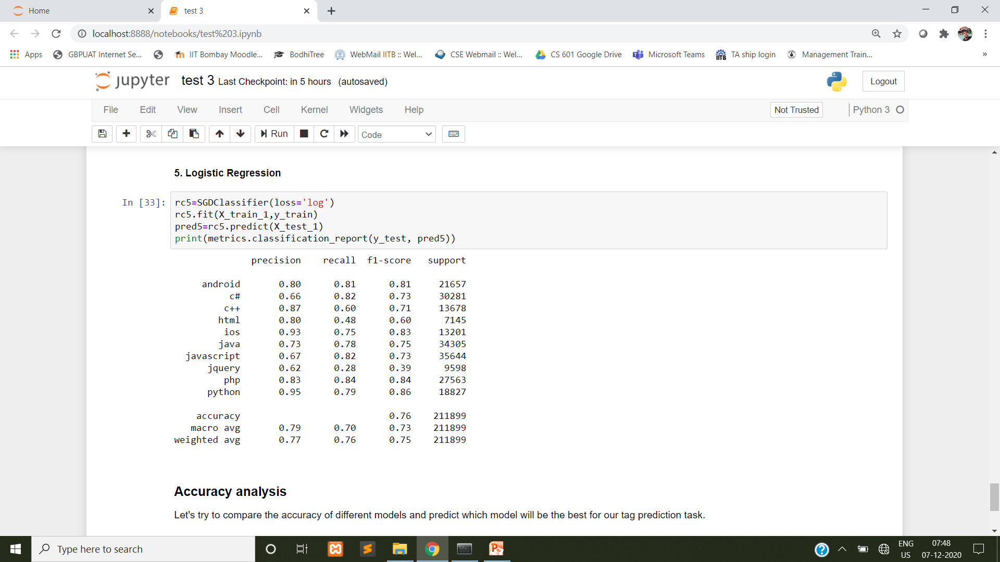 Home
test 3
localhost:8888/notebooks/test%203.ipynb
Apps GBPUAT Internet Se... IIT Bombay Moodle... BodhiTree WebMail IITB :: Wel... CSE Webmail :: Wel... CS 601 Google Drive Microsoft Teams IITB TA ship login Management Train... »
jupyter test 3 Last Checkpoint: in 5 hours (autosaved) Logout
File Edit View Insert Cell Kernel Widgets Help Not Trusted Python 3
Run Code
5. Logistic Regression
In [33]: rc5=SGDClassifier(loss='log')
rc5.fit(X_train_1,y_train)
pred5=rc5.predict(X_test_1)
print(metrics.classification_report(y_test, pred5))
precision recall f1-score support
android 0.80 0.81 0.81 21657
c# 0.66 0.82 0.73 30281
c++ 0.87 0.60 0.71 13678
html 0.80 0.48 0.60 7145
ios 0.93 0.75 0.83 13201
java 0.73 0.78 0.75 34305
javascript 0.67 0.82 0.73 35644
jquery 0.62 0.28 0.39 9598
php 0.83 0.84 0.84 27563
python 0.95 0.79 0.86 18827
accuracy 0.76 211899
macro avg 0.79 0.70 0.73 211899
weighted avg 0.77 0.76 0.75 211899
Accuracy analysis
Let's try to compare the accuracy of different models and predict which model will be the best for our tag prediction task.
Type here to search
ENG
US
07:48
07-12-2020